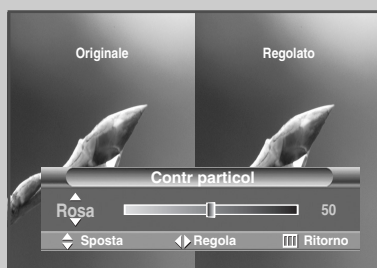 Originale Regolato
Contr particol
Rosa 50
Sposta Regola Ritorno